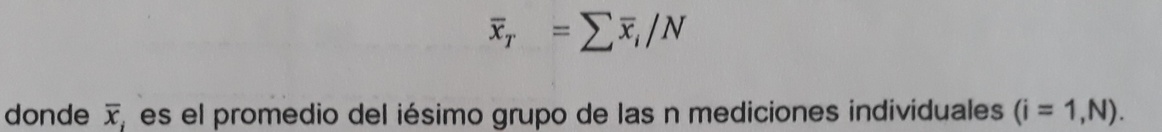 x̄_T = ∑ x̄_i / N
donde x̄_i es el promedio del iésimo grupo de las n mediciones individuales (i = 1,N).